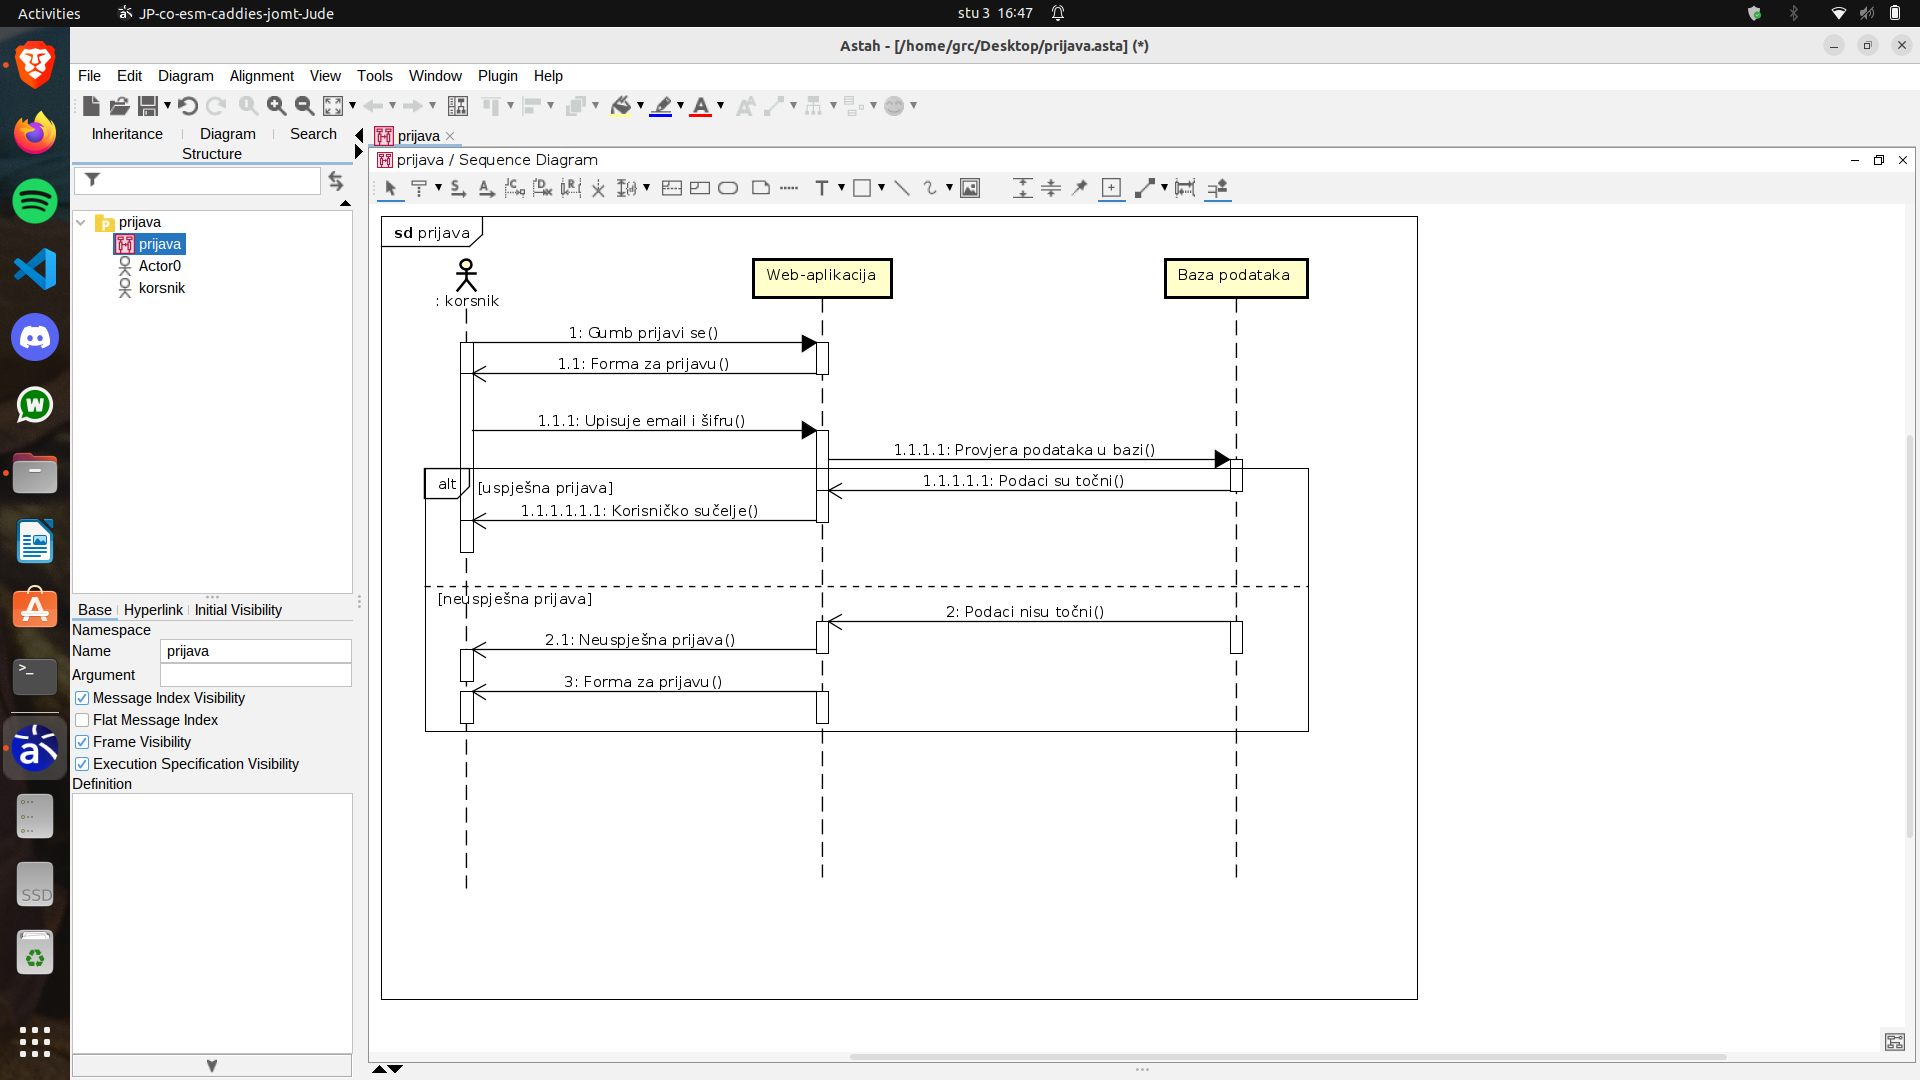 Activities
JP-co-esm-caddies-jomt-Jude
stu 3 16:47
Astah - [/home/grc/Desktop/prijava.asta] (*)
File Edit Diagram Alignment View Tools Window Plugin Help
Inheritance Diagram Search
Structure
prijava
prijava / Sequence Diagram
prijava
prijava
Actor0
korsnik
Base Hyperlink Initial Visibility
Namespace
Name prijava
Argument
Message Index Visibility
Flat Message Index
Frame Visibility
Execution Specification Visibility
Definition
SSD
sd prijava
: korsnik
Web-aplikacija
Baza podataka
1: Gumb prijavi se()
1.1: Forma za prijavu()
1.1.1: Upisuje email i šifru()
1.1.1.1: Provjera podataka u bazi()
alt
[uspješna prijava]
1.1.1.1.1: Podaci su točni()
1.1.1.1.1.1: Korisničko sučelje()
[neuspješna prijava]
2: Podaci nisu točni()
2.1: Neuspješna prijava()
3: Forma za prijavu()